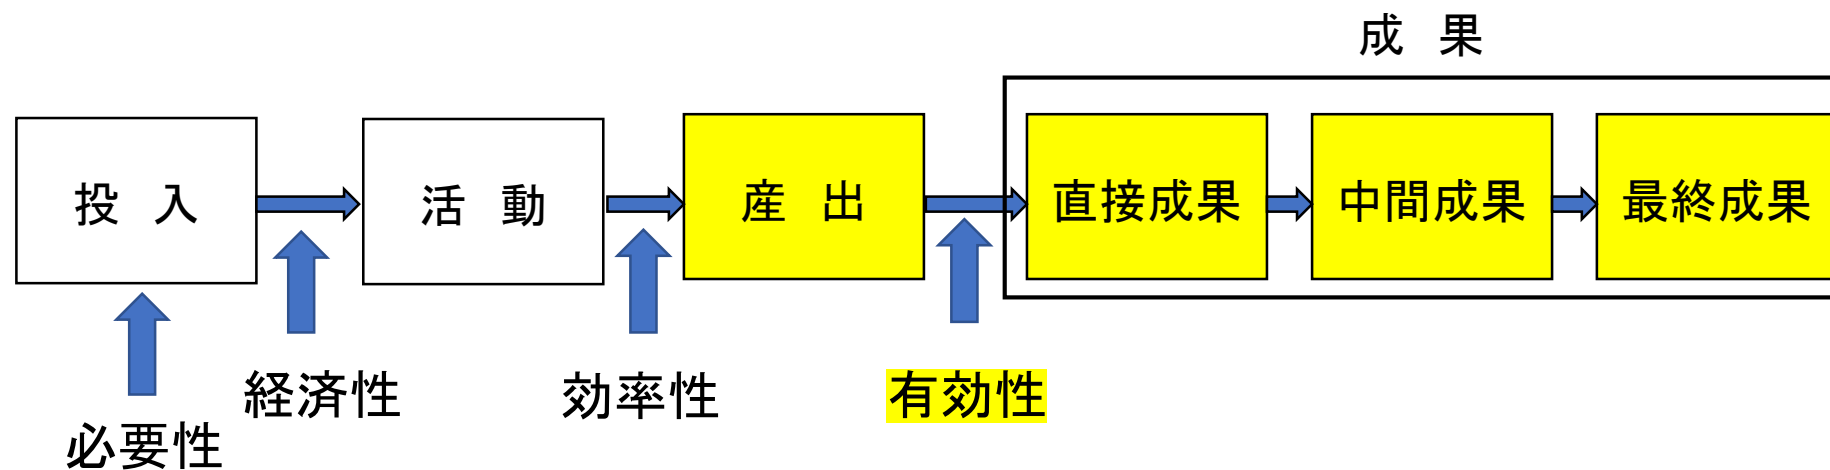 成 果
投 入
活 動
産 出
直接成果
中間成果
最終成果
必要性
経済性
効率性
有効性